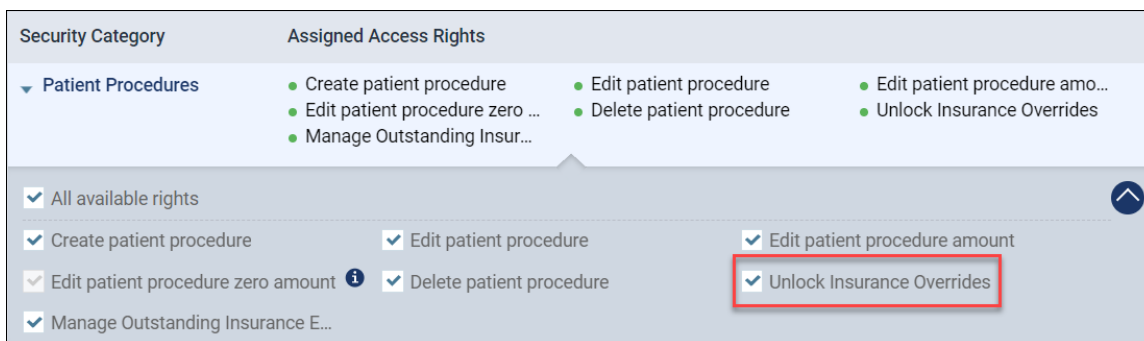 Security Category Assigned Access Rights
Patient Procedures Create patient procedure Edit patient procedure Edit patient procedure amo...
Edit patient procedure zero ... Delete patient procedure Unlock Insurance Overrides
Manage Outstanding Insur...
All available rights
Create patient procedure Edit patient procedure Edit patient procedure amount
Edit patient procedure zero amount Delete patient procedure Unlock Insurance Overrides
Manage Outstanding Insurance E...